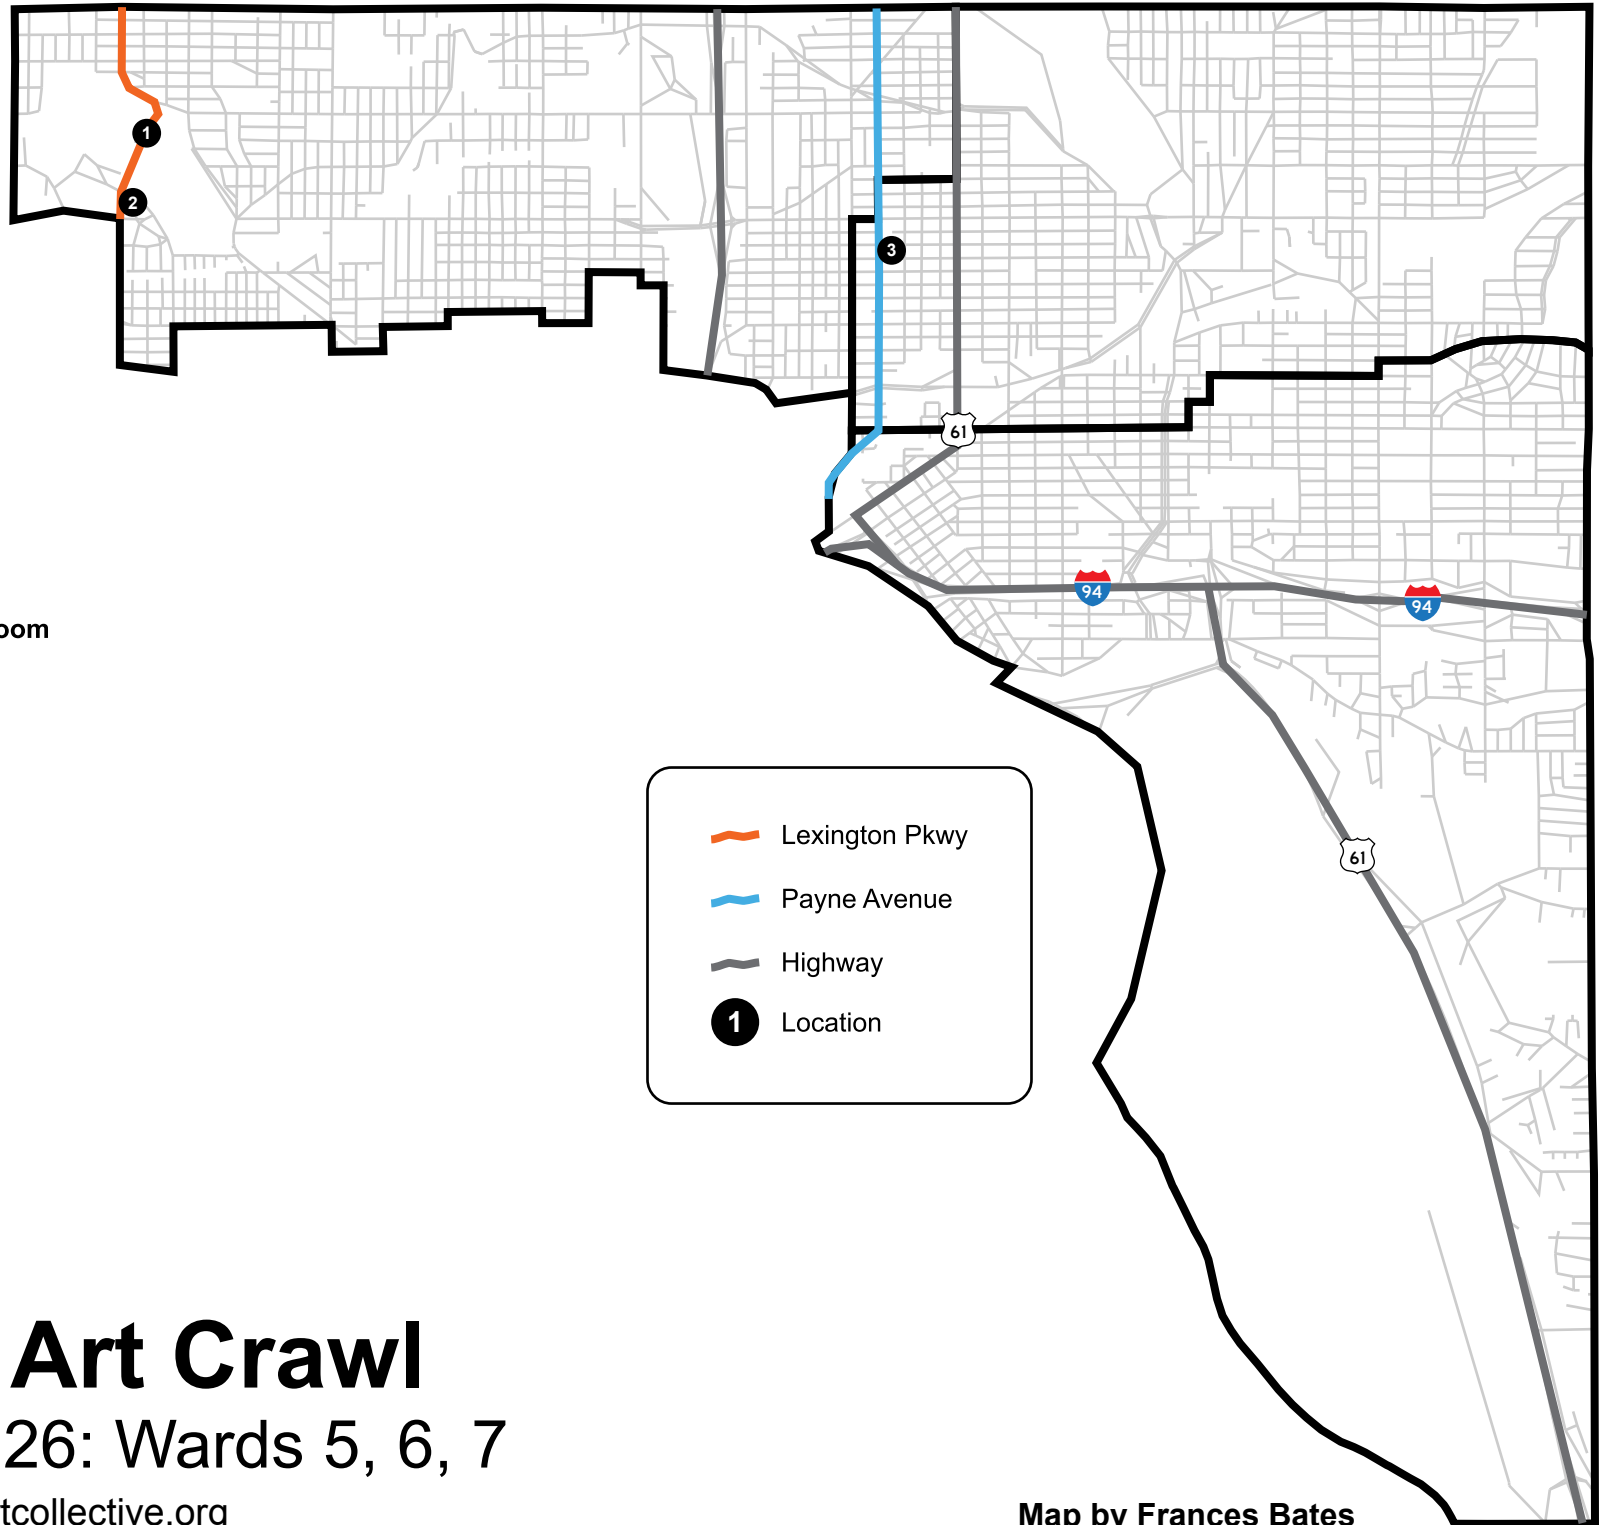 1
2
3
61
94
94
oom
Lexington Pkwy
Payne Avenue
61
Highway
1 Location
Art Crawl
26: Wards 5, 6, 7
tcollective.org
Map by Frances Bates